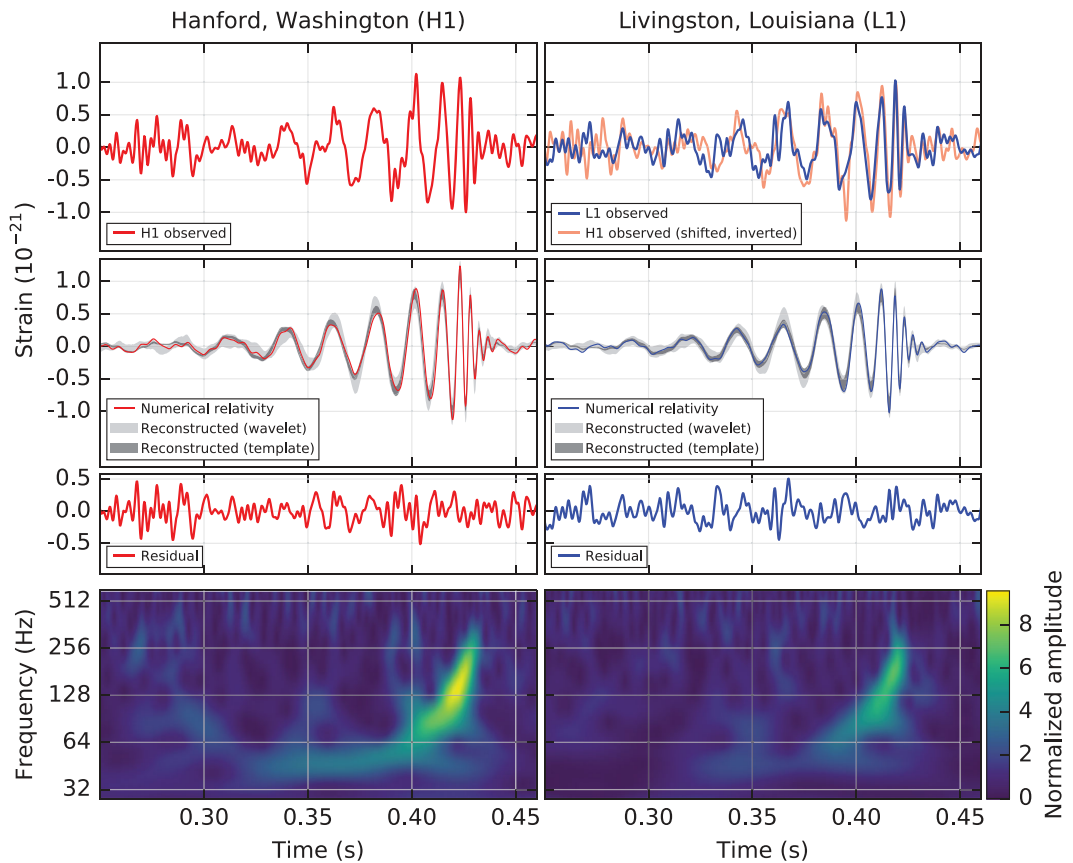 Hanford, Washington (H1)
Livingston, Louisiana (L1)
Strain (10⁻²¹)
1.0
0.5
0.0
-0.5
-1.0
H1 observed
L1 observed
H1 observed (shifted, inverted)
1.0
0.5
0.0
-0.5
-1.0
Numerical relativity
Reconstructed (wavelet)
Reconstructed (template)
Numerical relativity
Reconstructed (wavelet)
Reconstructed (template)
0.5
0.0
-0.5
Residual
Residual
Frequency (Hz)
512
256
128
64
32
0.30 0.35 0.40 0.45
0.30 0.35 0.40 0.45
Time (s)
Time (s)
Normalized amplitude
8
6
4
2
0